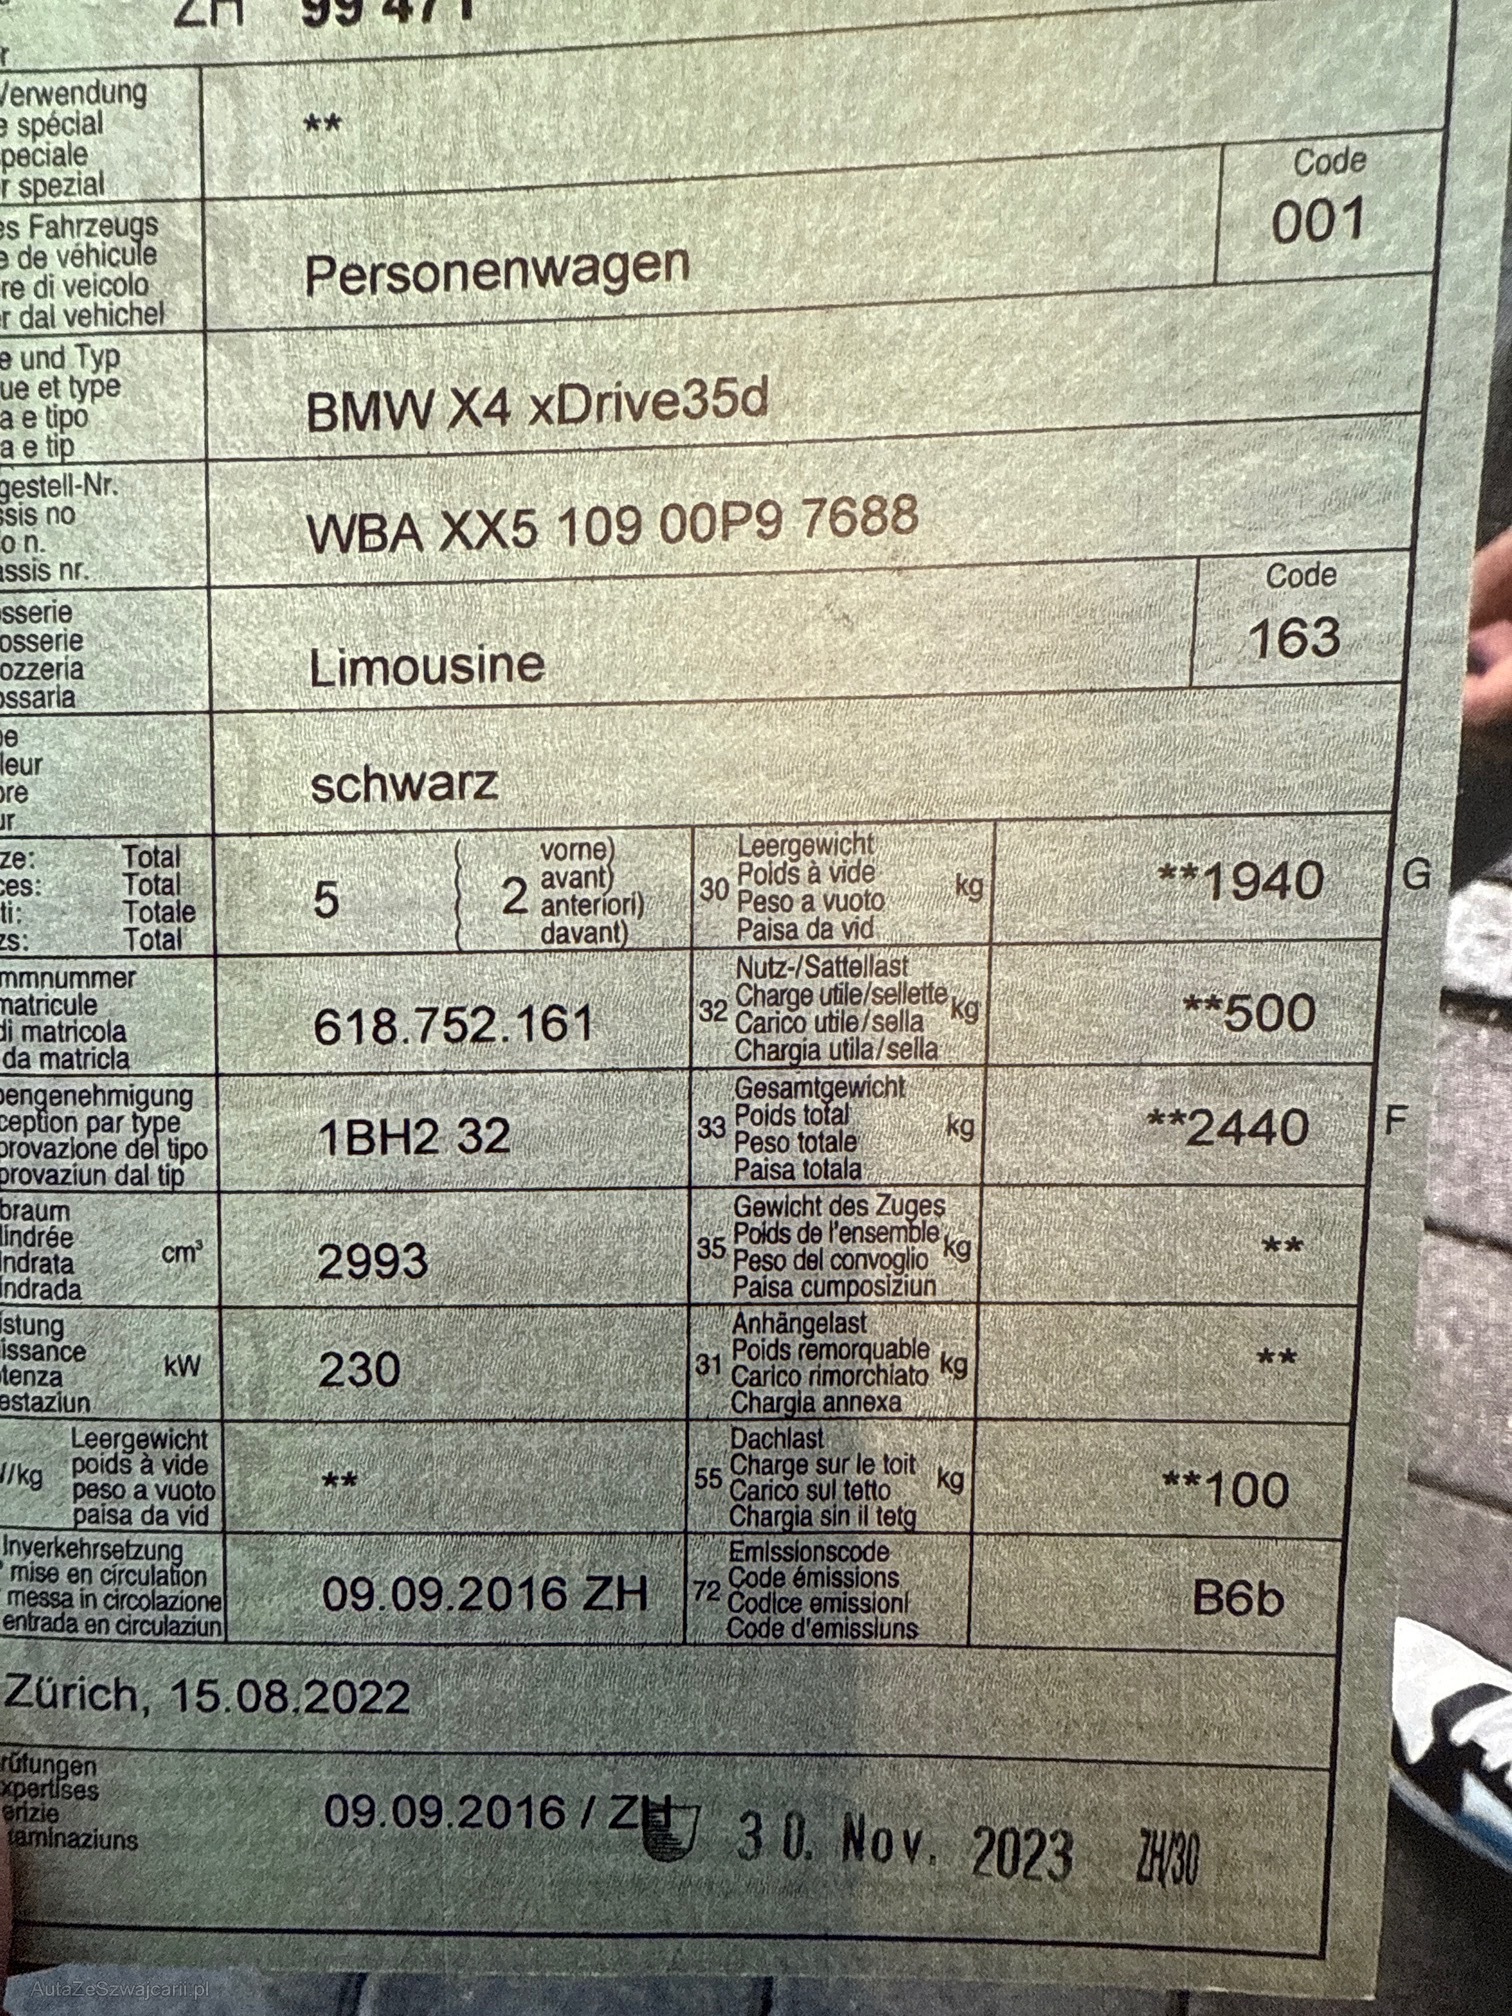 ZH 99 471
r
Verwendung
e spécial
peciale
r spezial
**
es Fahrzeugs
e de véhicule
re di veicolo
r dal vehichel
Personenwagen
Code
001
e und Typ
ue et type
a e tipo
a e tip
BMW X4 xDrive35d
gestell-Nr.
ssis no
o n.
assis nr.
WBA XX5 109 00P9 7688
sserie
osserie
ozzeria
ossaria
Limousine
Code
163
be
leur
ore
ur
schwarz
ze: Total
ces: Total
ti: Totale
zs: Total
5
2
vorne)
avant)
anteriori)
davant)
30
Leergewicht
Poids à vide
Peso a vuoto
Paisa da vid
kg
**1940
G
mmnummer
matricule
di matricola
da matricla
618.752.161
32
Nutz-/Sattellast
Charge utile/sellette
Carico utile/sella
Chargia utila/sella
kg
**500
pengenehmigung
ception par type
provazione del tipo
provaziun dal tip
1BH2 32
33
Gesamtgewicht
Poids total
Peso totale
Paisa totala
kg
**2440
F
braum
lindrée
indrata
indrada
cm³
2993
35
Gewicht des Zuges
Poids de l'ensemble
Peso del convoglio
Paisa cumposiziun
kg
**
istung
issance
tenza
estaziun
kW
230
31
Anhängelast
Poids remorquable
Carico rimorchiato
Chargia annexa
kg
**
/kg
Leergewicht
poids à vide
peso a vuoto
paisa da vid
**
55
Dachlast
Charge sur le toit
Carico sul tetto
Chargia sin il tetg
kg
**100
Inverkehrsetzung
mise en circulation
messa in circolazione
entrada en circulaziun
09.09.2016 ZH
72
Emissionscode
Code émissions
Codice emissioni
Code d'emissiuns
B6b
Zürich, 15.08.2022
rüfungen
xpertises
erizie
taminaziuns
09.09.2016 / ZH
30. Nov. 2023 ZH/30
AutaZeSzwajcarii.pl